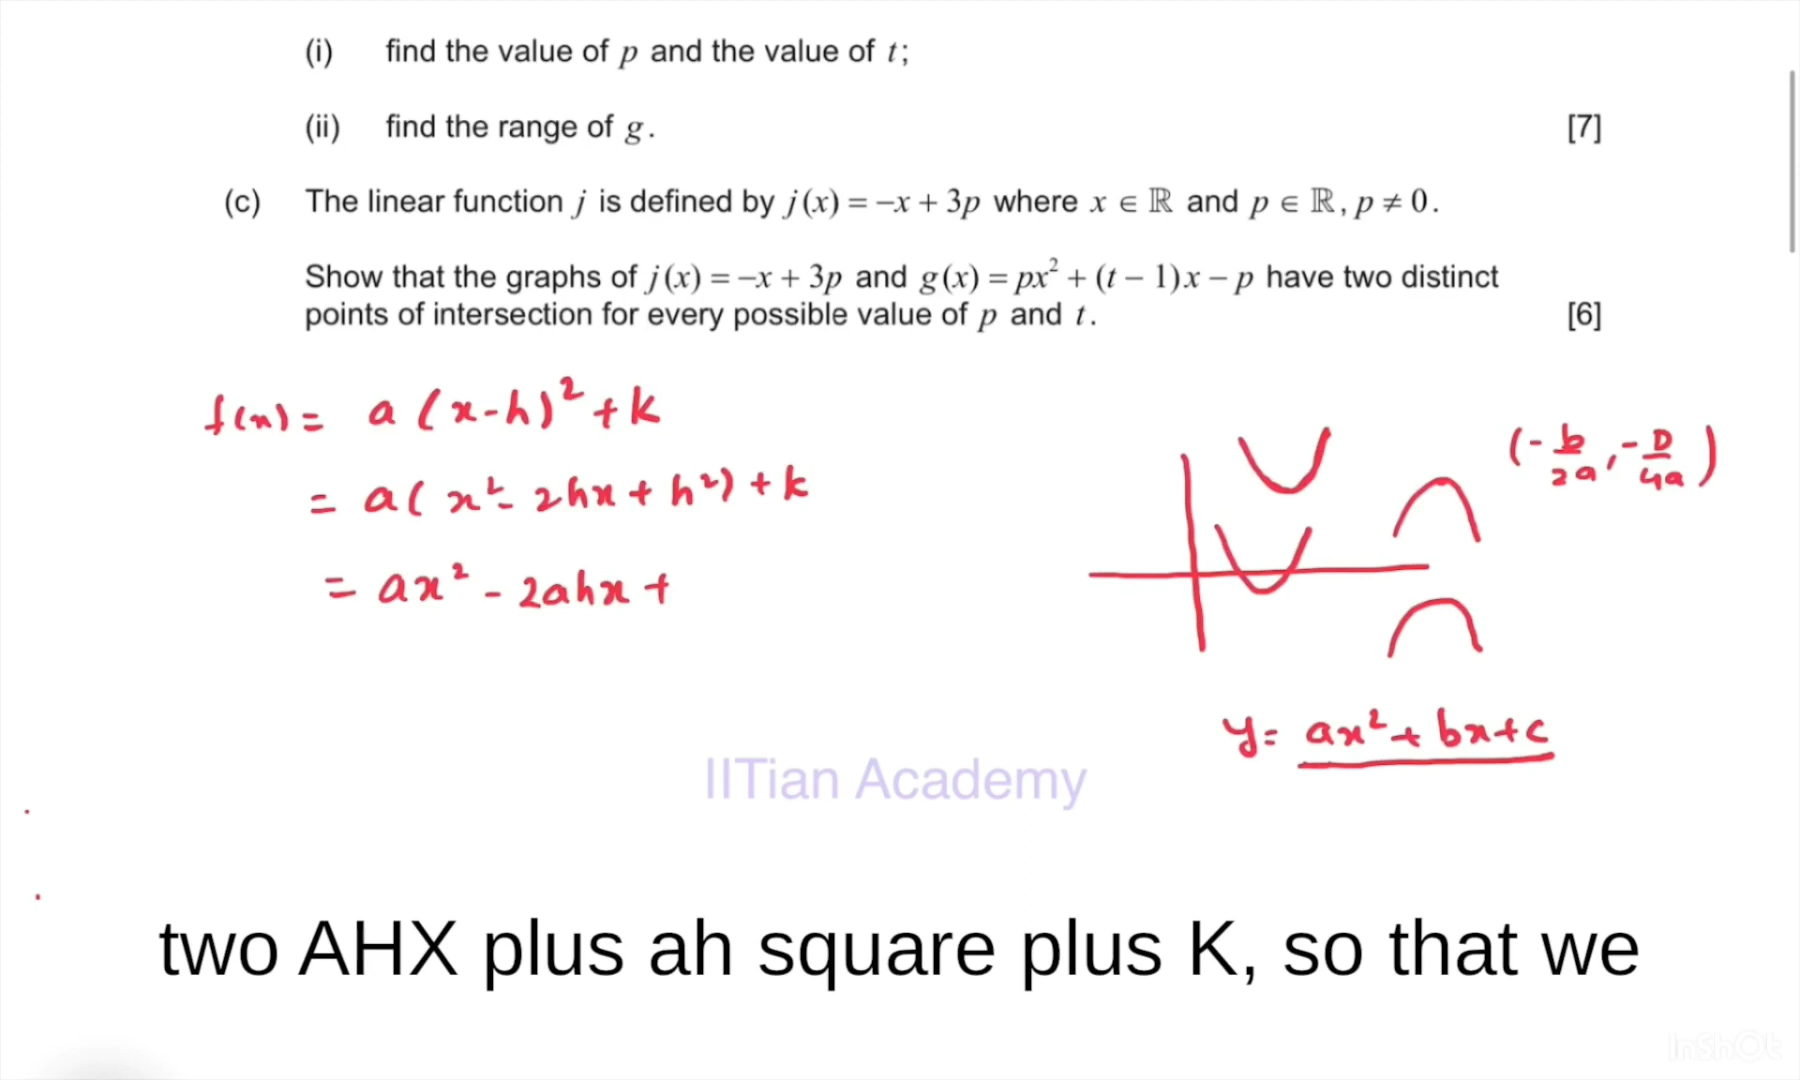 (i) find the value of p and the value of t;
(ii) find the range of g. [7]
(c) The linear function j is defined by j(x) = −x + 3p where x ∈ ℝ and p ∈ ℝ, p ≠ 0.
Show that the graphs of j(x) = −x + 3p and g(x) = px² + (t − 1)x − p have two distinct
points of intersection for every possible value of p and t. [6]
f(x) = a(x-h)² + k
= a(x² - 2hx + h²) + k
= ax² - 2ahx +
(-b/2a, -D/4a)
y = ax² + bx + c
IITian Academy
two AHX plus ah square plus K, so that we
InShOt